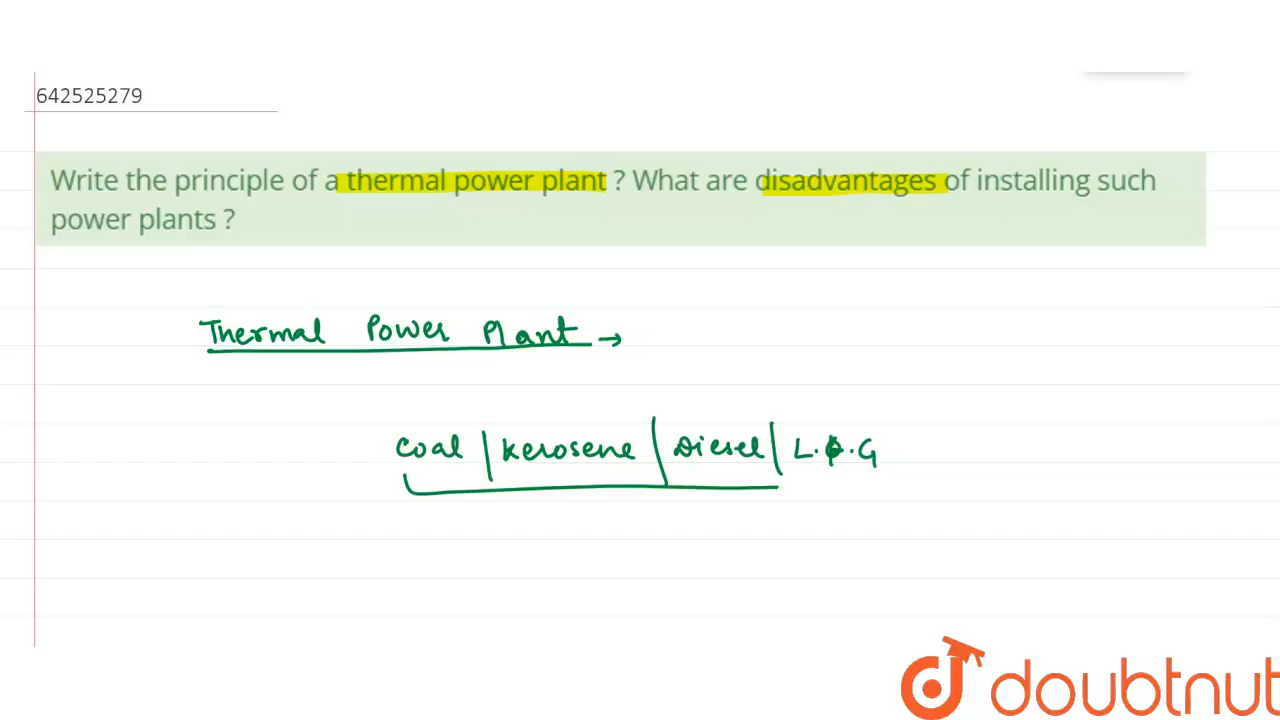 642525279
Write the principle of a thermal power plant ? What are disadvantages of installing such
power plants ?
Thermal Power Plant →
Coal | Kerosene | Diesel | L.P.G
doubtnut